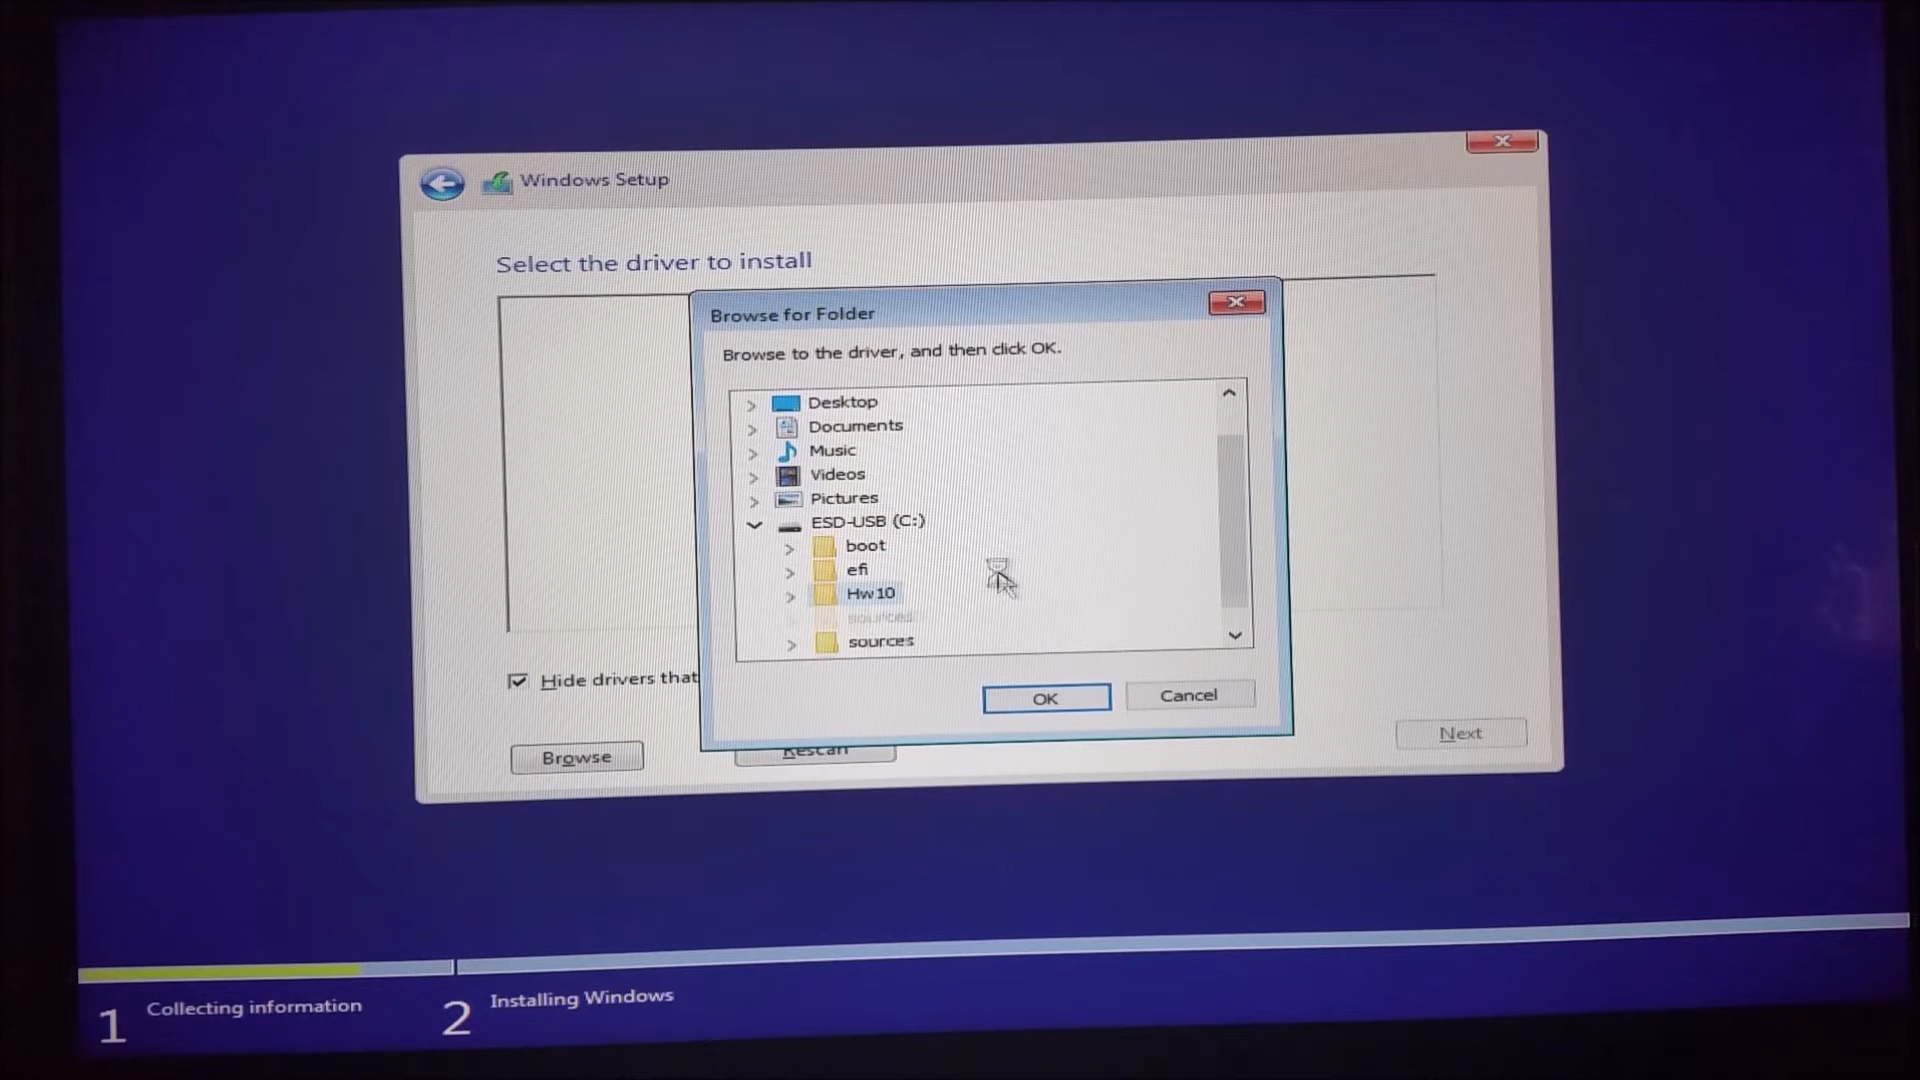 Windows Setup
Select the driver to install
Browse for Folder
Browse to the driver, and then click OK.
Desktop
Documents
Music
Videos
Pictures
ESD-USB (C:)
boot
efi
Hw10
sources
sources
OK
Cancel
Hide drivers that
Browse
Rescan
Next
1 Collecting information
2 Installing Windows